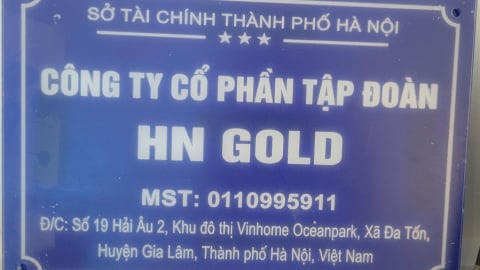 SỞ TÀI CHÍNH THÀNH PHỐ HÀ NỘI
CÔNG TY CỔ PHẦN TẬP ĐOÀN
HN GOLD
MST: 0110995911
Đ/C: Số 19 Hải Âu 2, Khu đô thị Vinhome Oceanpark, Xã Đa Tốn,
Huyện Gia Lâm, Thành phố Hà Nội, Việt Nam